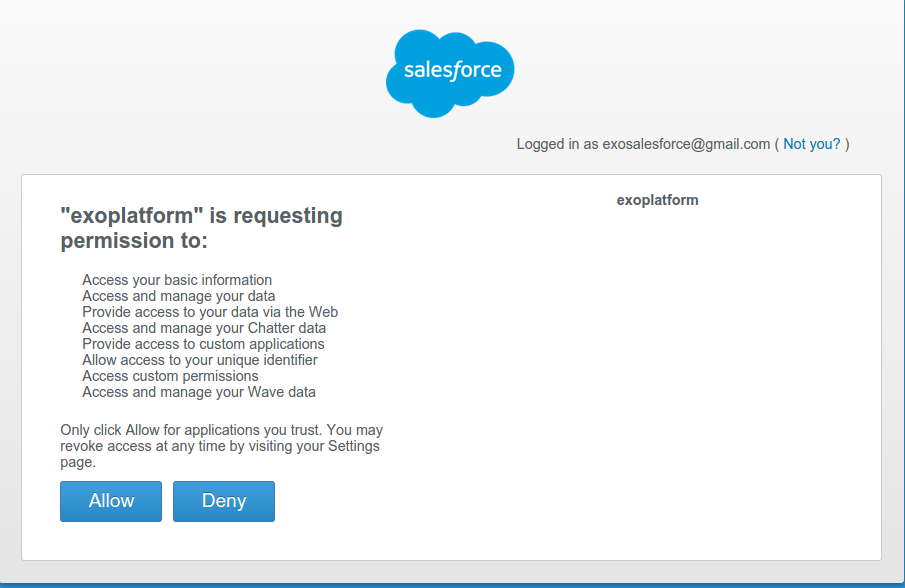 salesforce
Logged in as exosalesforce@gmail.com ( Not you? )
"exoplatform" is requesting
permission to:
exoplatform
Access your basic information
Access and manage your data
Provide access to your data via the Web
Access and manage your Chatter data
Provide access to custom applications
Allow access to your unique identifier
Access custom permissions
Access and manage your Wave data
Only click Allow for applications you trust. You may
revoke access at any time by visiting your Settings
page.
Allow Deny